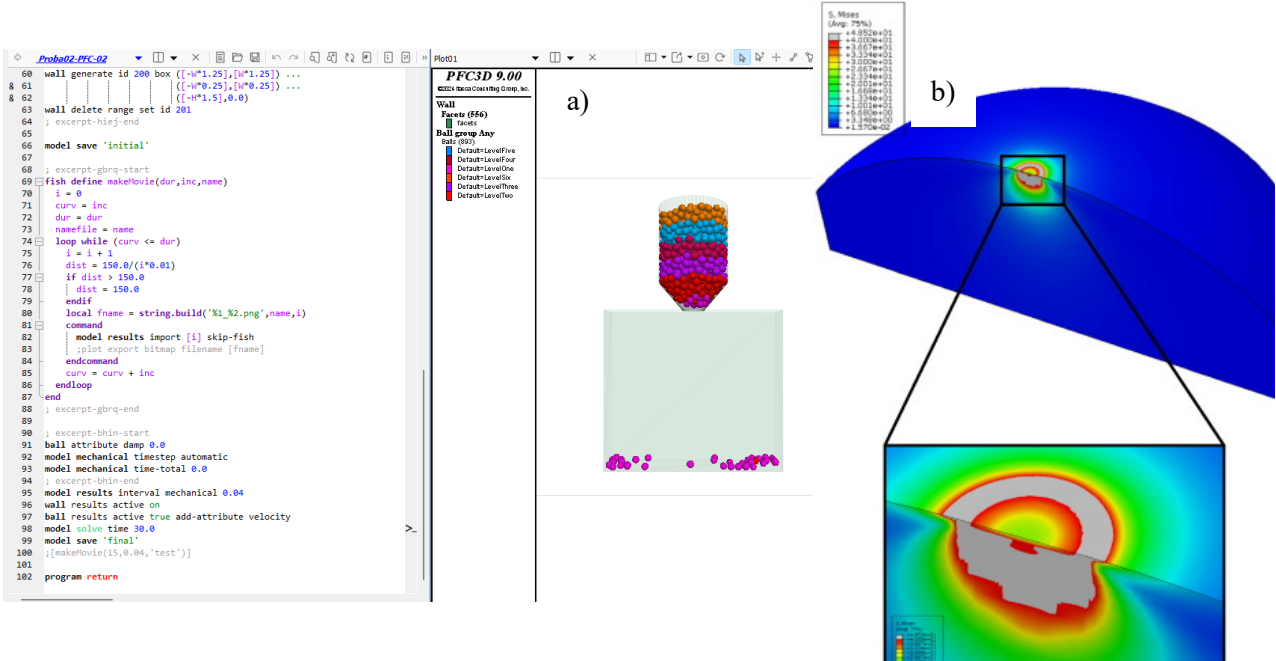 Proba02-PFC-02
60 wall generate id 200 box ([-W*1.25],[W*1.25]) ...
& 61 ([-W*0.25],[W*0.25]) ...
& 62 ([-H*1.5],0.0)
63 wall delete range set id 201
64 ; excerpt-hiej-end
65
66 model save 'initial'
67
68 ; excerpt-gbrq-start
69 fish define makeMovie(dur,inc,name)
70 i = 0
71 curv = inc
72 dur = dur
73 namefile = name
74 loop while (curv <= dur)
75 i = i + 1
76 dist = 150.0/(i*0.01)
77 if dist > 150.0
78 dist = 150.0
79 endif
80 local fname = string.build('%1_%2.png',name,i)
81 command
82 model results import [i] skip-fish
83 ;plot export bitmap filename [fname]
84 endcommand
85 curv = curv + inc
86 endloop
87 end
88 ; excerpt-gbrq-end
89
90 ; excerpt-bhin-start
91 ball attribute damp 0.0
92 model mechanical timestep automatic
93 model mechanical time-total 0.0
94 ; excerpt-bhin-end
95 model results interval mechanical 0.04
96 wall results active on
97 ball results active true add-attribute velocity
98 model solve time 30.0
99 model save 'final'
100 ;[makeMovie(15,0.04,'test')]
101
102 program return
>_
Plot01
PFC3D 9.00
©2024 Itasca Consulting Group, Inc.
Wall
Facets (556)
facets
Ball group Any
Balls (893)
Default=LevelFive
Default=LevelFour
Default=LevelOne
Default=LevelSix
Default=LevelThree
Default=LevelTwo
a)
S, Mises
(Avg: 75%)
+4.852e+01
+4.000e+01
+3.667e+01
+3.334e+01
+3.000e+01
+2.667e+01
+2.334e+01
+2.001e+01
+1.667e+01
+1.334e+01
+1.001e+01
+6.680e+00
+3.348e+00
+1.570e-02
b)
S, Mises
(Avg: 75%)